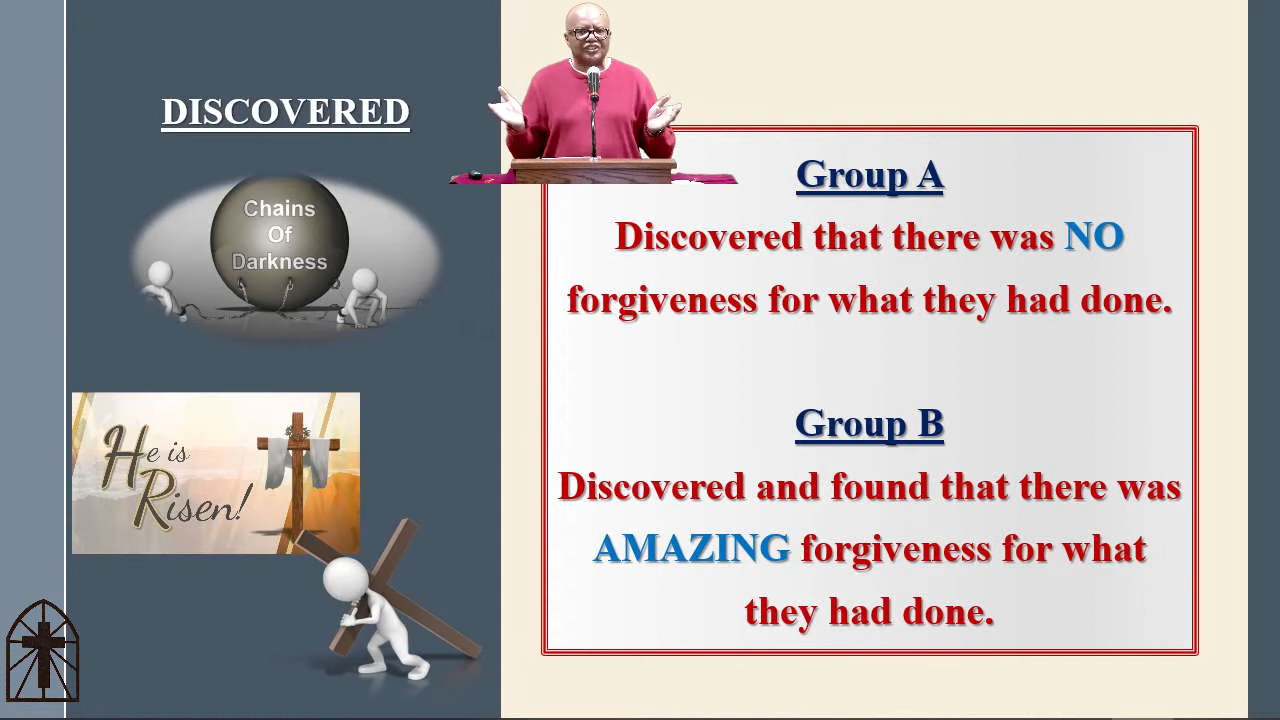 DISCOVERED
Chains
Of
Darkness
He is
Risen!
Group A
Discovered that there was NO
forgiveness for what they had done.
Group B
Discovered and found that there was
AMAZING forgiveness for what
they had done.